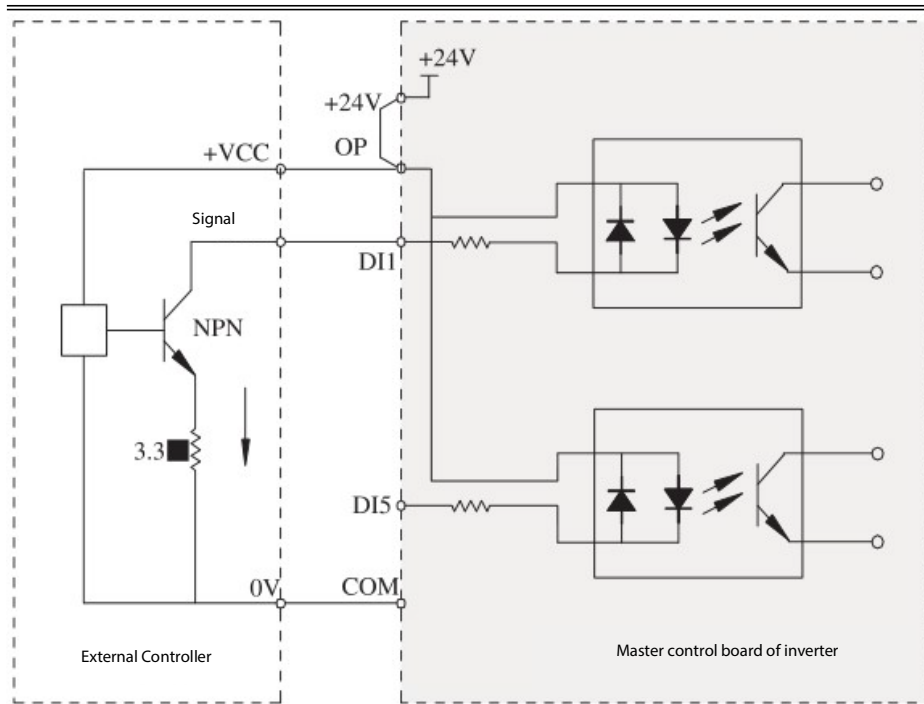 +24V
+24V
OP
+VCC
Signal
DI1
NPN
3.3
DI5
0V
COM
External Controller
Master control board of inverter